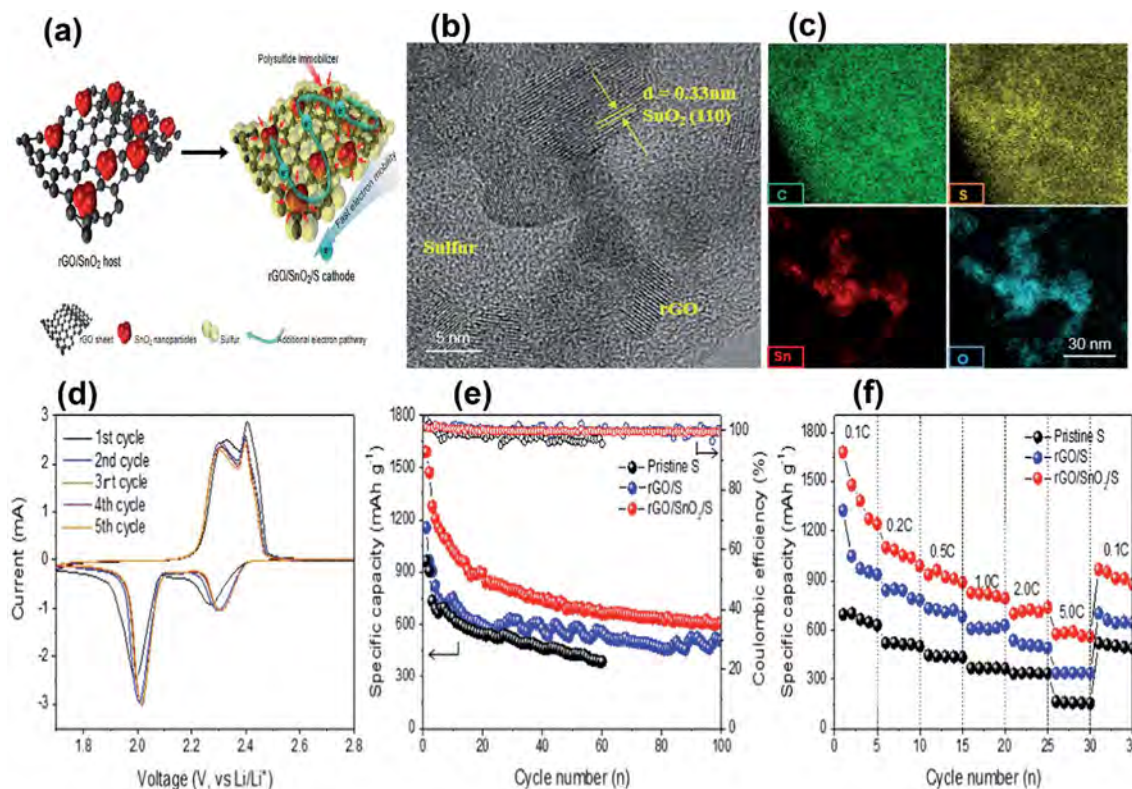 (a)
Polysulfide immobilizer
Fast electron mobility
rGO/SnO₂ host
rGO/SnO₂/S cathode
rGO sheet
SnO₂ nanoparticles
Sulfur
Additional electron pathway
(b)
d = 0.33nm
SnO₂ (110)
Sulfur
rGO
5 nm
(c)
C
S
Sn
O
30 nm
(d)
3
2
1
0
-1
-2
-3
Current (mA)
1st cycle
2nd cycle
3rt cycle
4th cycle
5th cycle
1.8 2.0 2.2 2.4 2.6 2.8
Voltage (V, vs Li/Li⁺)
(e)
1800
1500
1200
900
600
300
0
Specific capacity (mAh g⁻¹)
Pristine S
rGO/S
rGO/SnO₂/S
100
80
60
40
20
0
Coulombic efficiency (%)
0 20 40 60 80 100
Cycle number (n)
(f)
1800
1500
1200
900
600
300
0
Specific capacity (mAh g⁻¹)
0.1C
0.2C
0.5C
1.0C
2.0C
5.0C
0.1C
Pristine S
rGO/S
rGO/SnO₂/S
0 5 10 15 20 25 30 35
Cycle number (n)